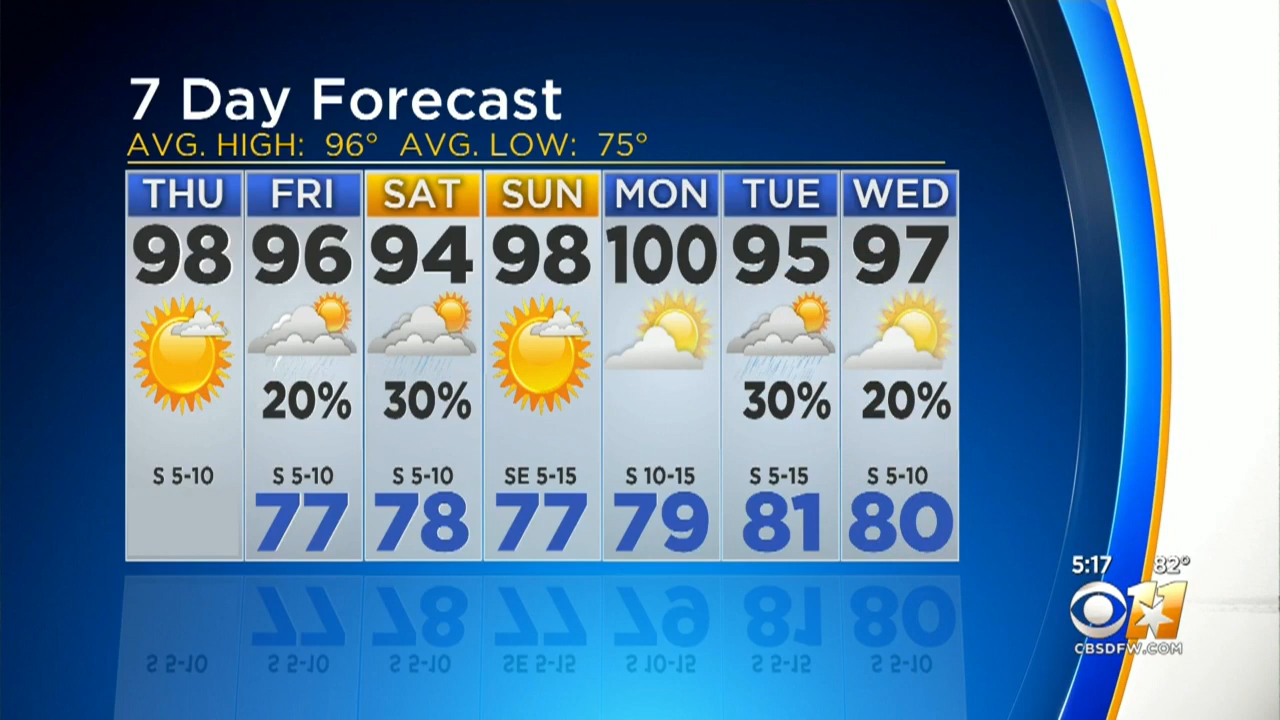 7 Day Forecast
AVG. HIGH: 96° AVG. LOW: 75°
THU FRI SAT SUN MON TUE WED
98 96 94 98 100 95 97
20% 30% 30% 20%
S 5-10 S 5-10 S 5-10 SE 5-15 S 10-15 S 5-15 S 5-10
77 78 77 79 81 80
5:17 82°
11
CBSDFW.COM